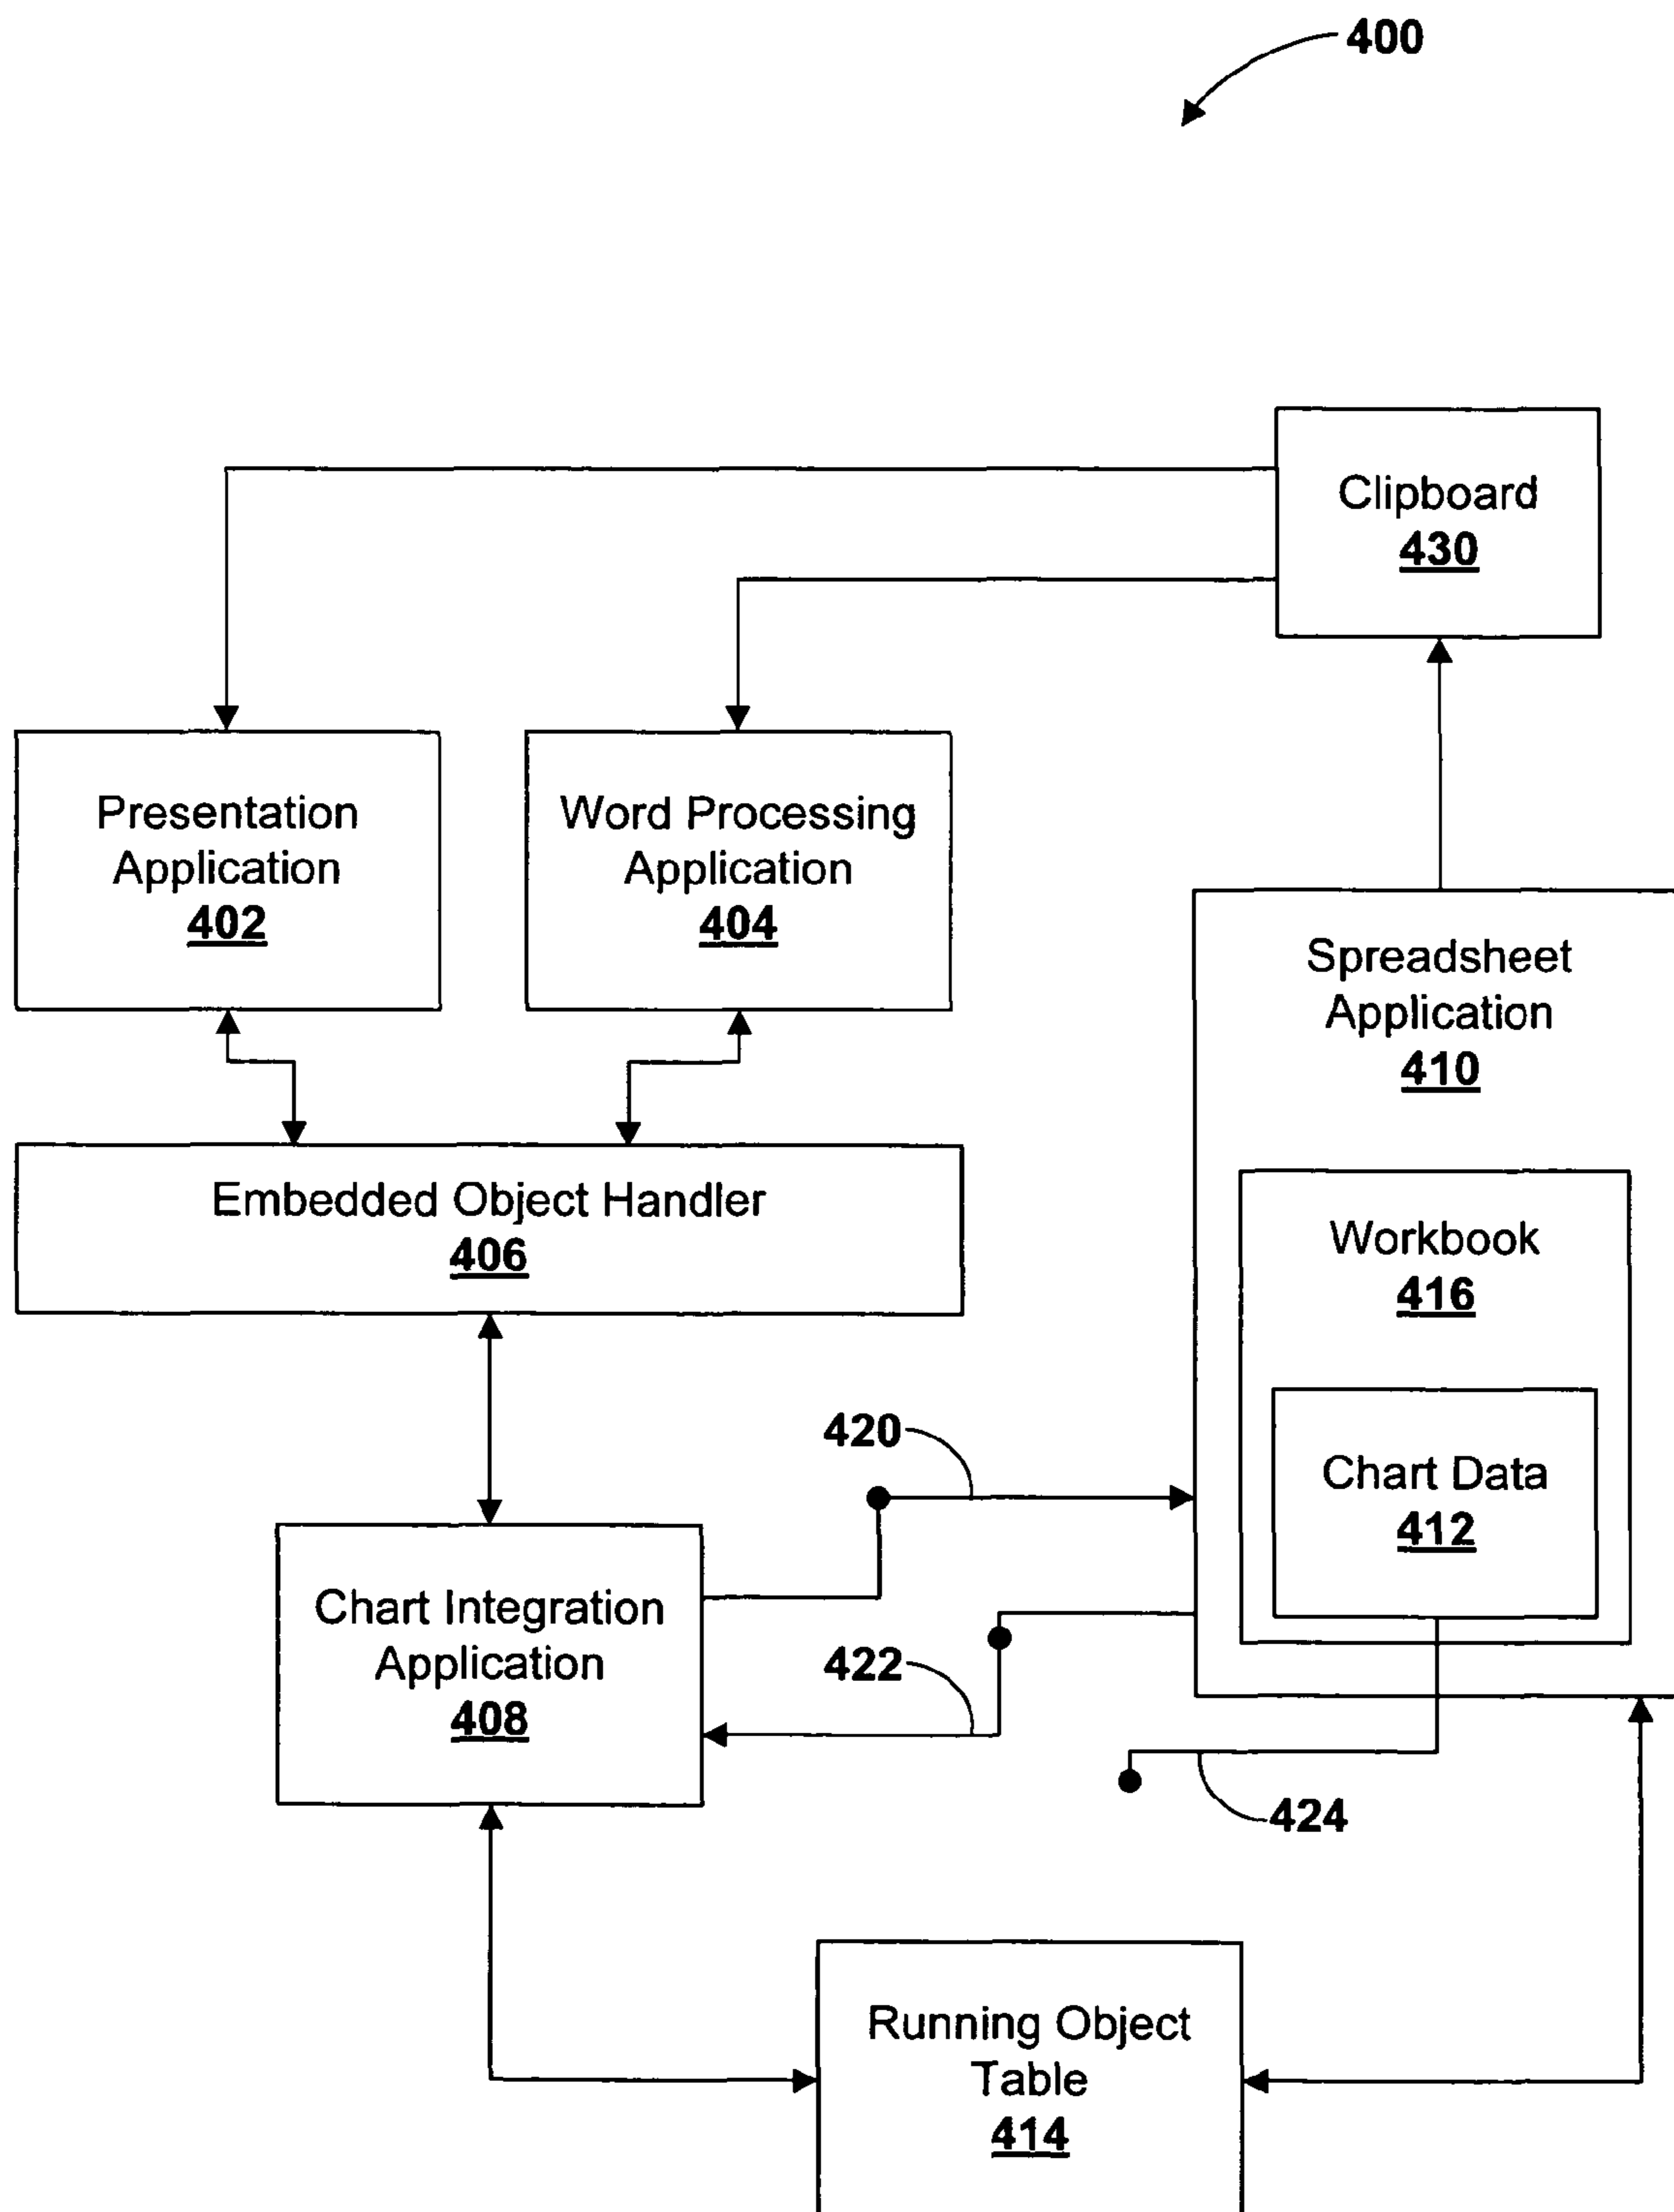 400
Clipboard
430
Presentation
Application
402
Word Processing
Application
404
Spreadsheet
Application
410
Embedded Object Handler
406
Workbook
416
420
Chart Data
412
Chart Integration
Application
408
422
424
Running Object
Table
414